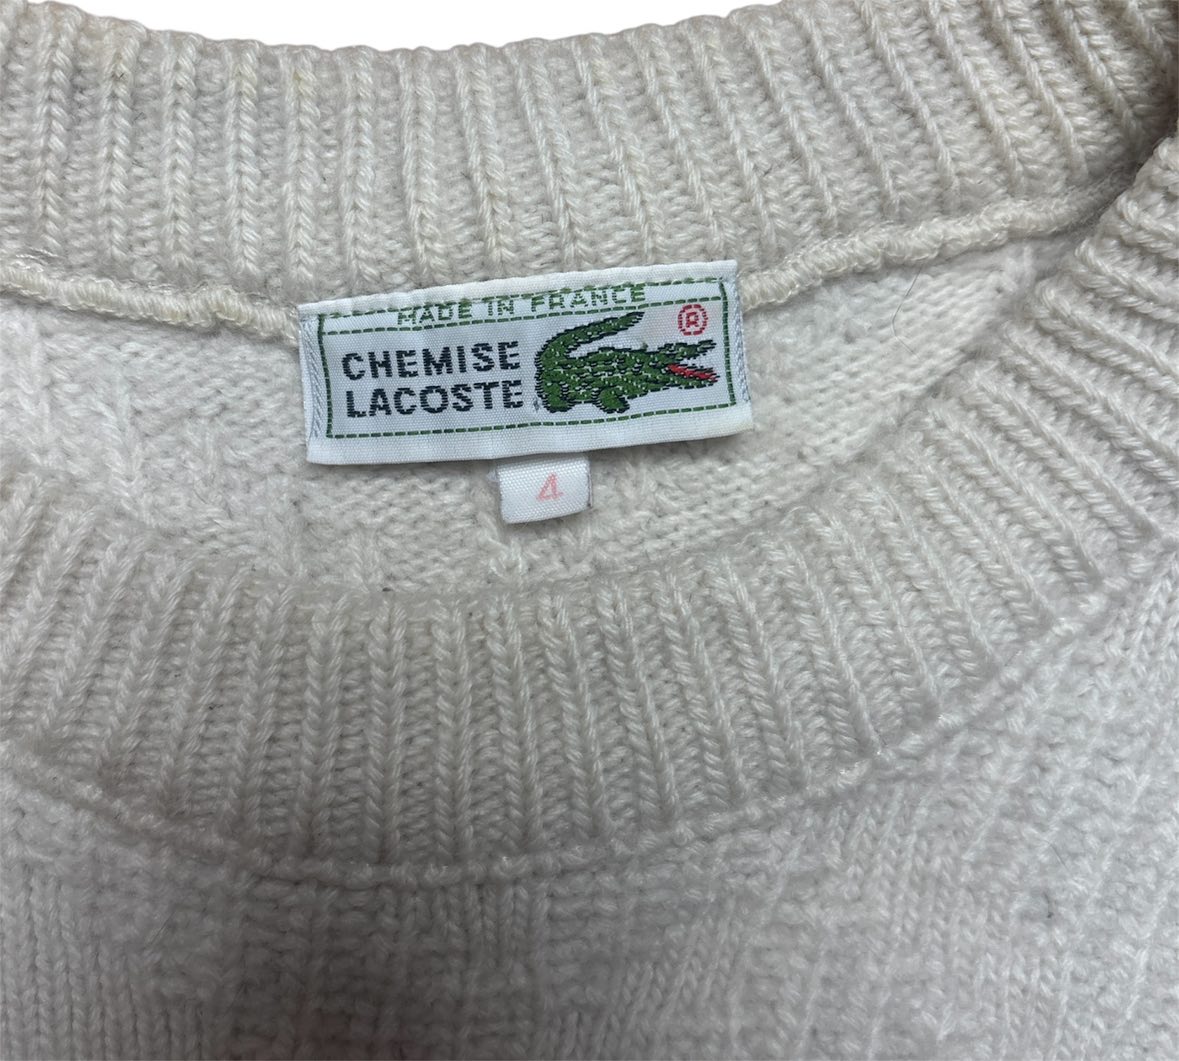 MADE IN FRANCE
CHEMISE
LACOSTE
®
4